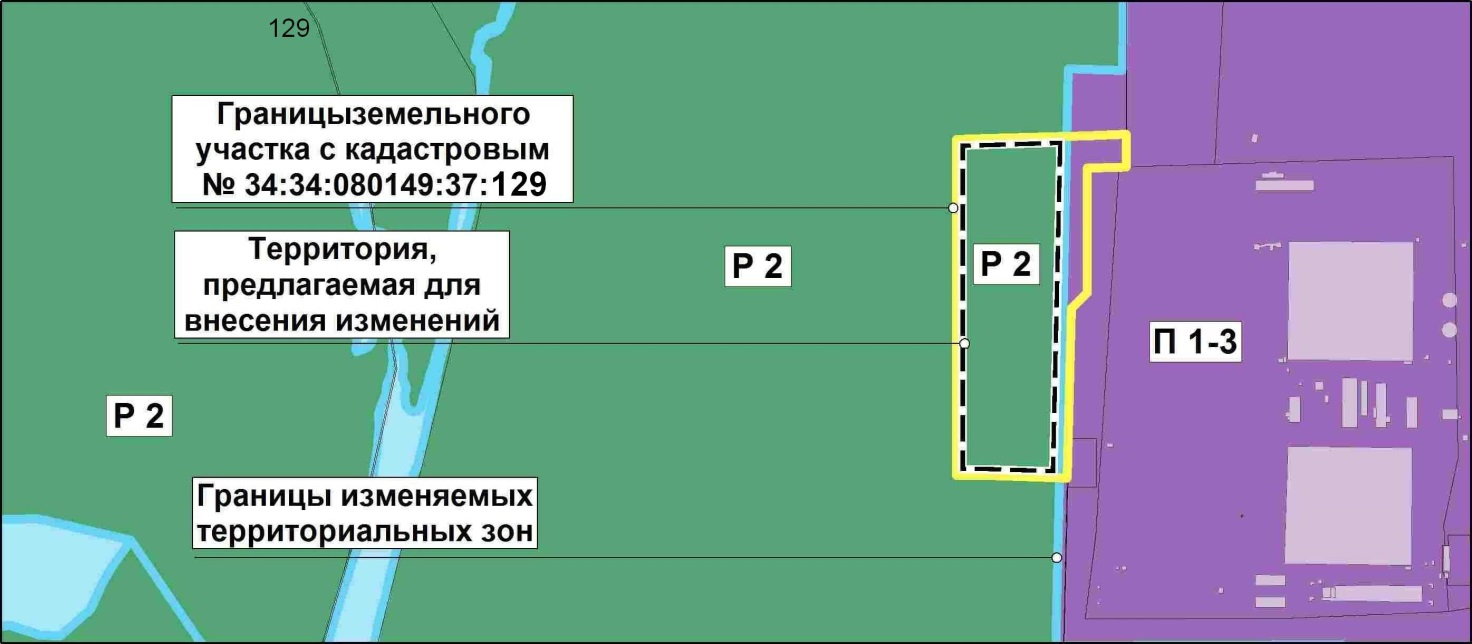 129
Границыземельного
участка с кадастровым
№ 34:34:080149:37:129
Территория,
предлагаемая для
внесения изменений
Р 2
Р 2
П 1-3
Р 2
Границы изменяемых
территориальных зон